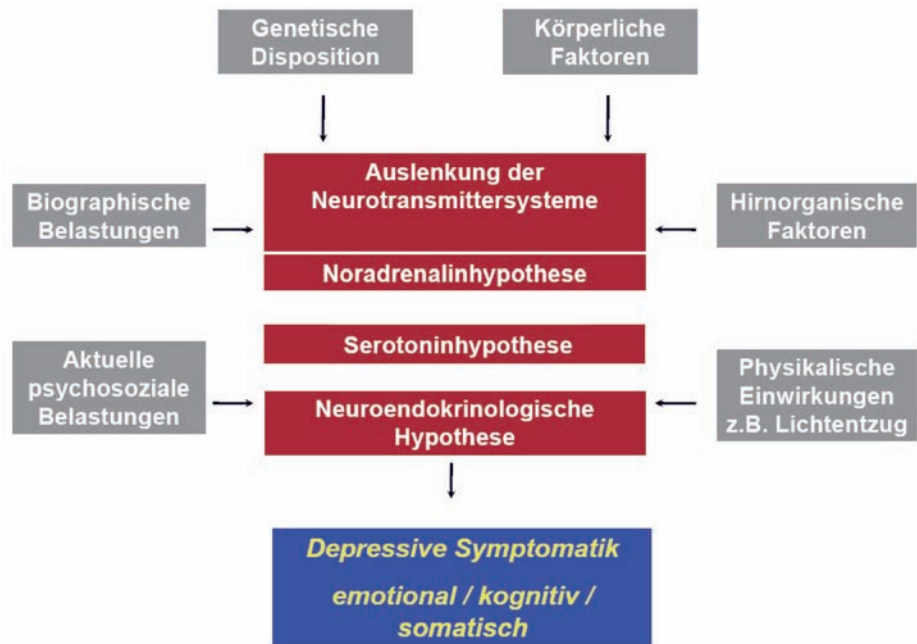 Genetische
Disposition
Körperliche
Faktoren
Auslenkung der
Neurotransmittersysteme
Biographische
Belastungen
Hirnorganische
Faktoren
Noradrenalinhypothese
Serotoninhypothese
Aktuelle
psychosoziale
Belastungen
Neuroendokrinologische
Hypothese
Physikalische
Einwirkungen
z.B. Lichtentzug
Depressive Symptomatik
emotional / kognitiv /
somatisch